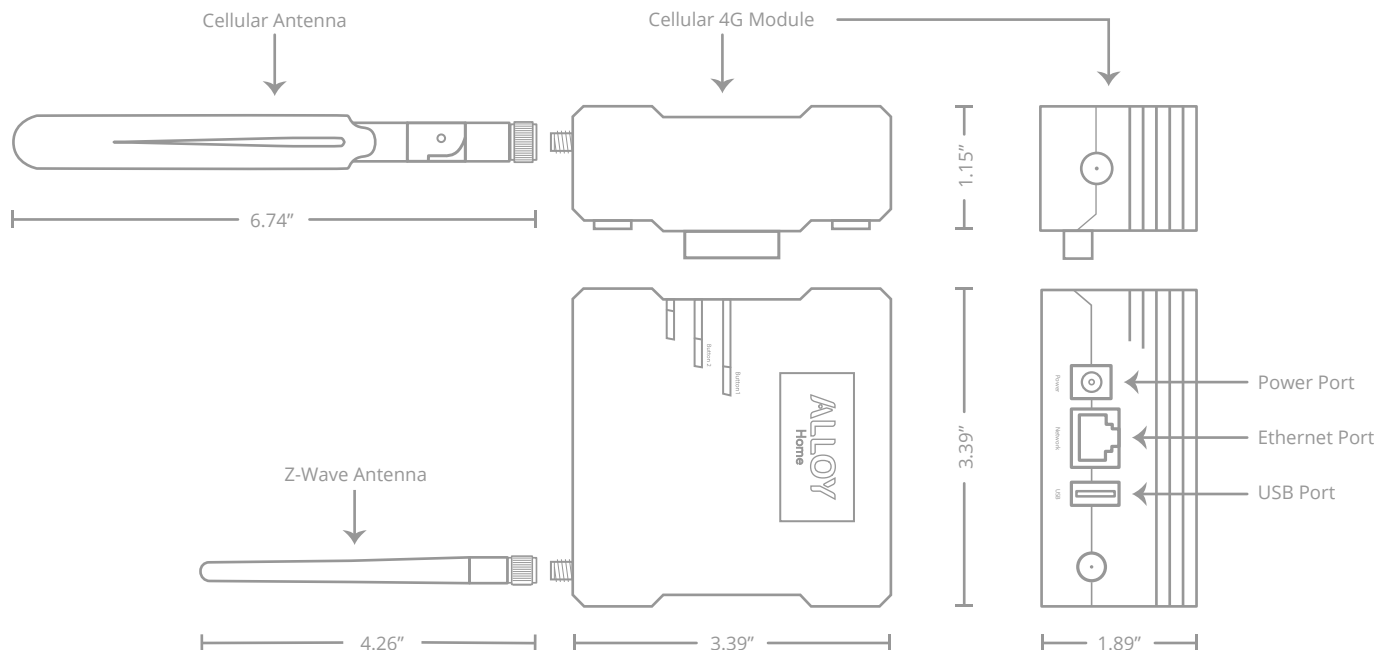 Cellular Antenna
Cellular 4G Module
6.74”
1.15”
Button 2
Button1
ALLOY
Home
3.39”
Power
Network
USB
Power Port
Ethernet Port
USB Port
Z-Wave Antenna
4.26”
3.39”
1.89”